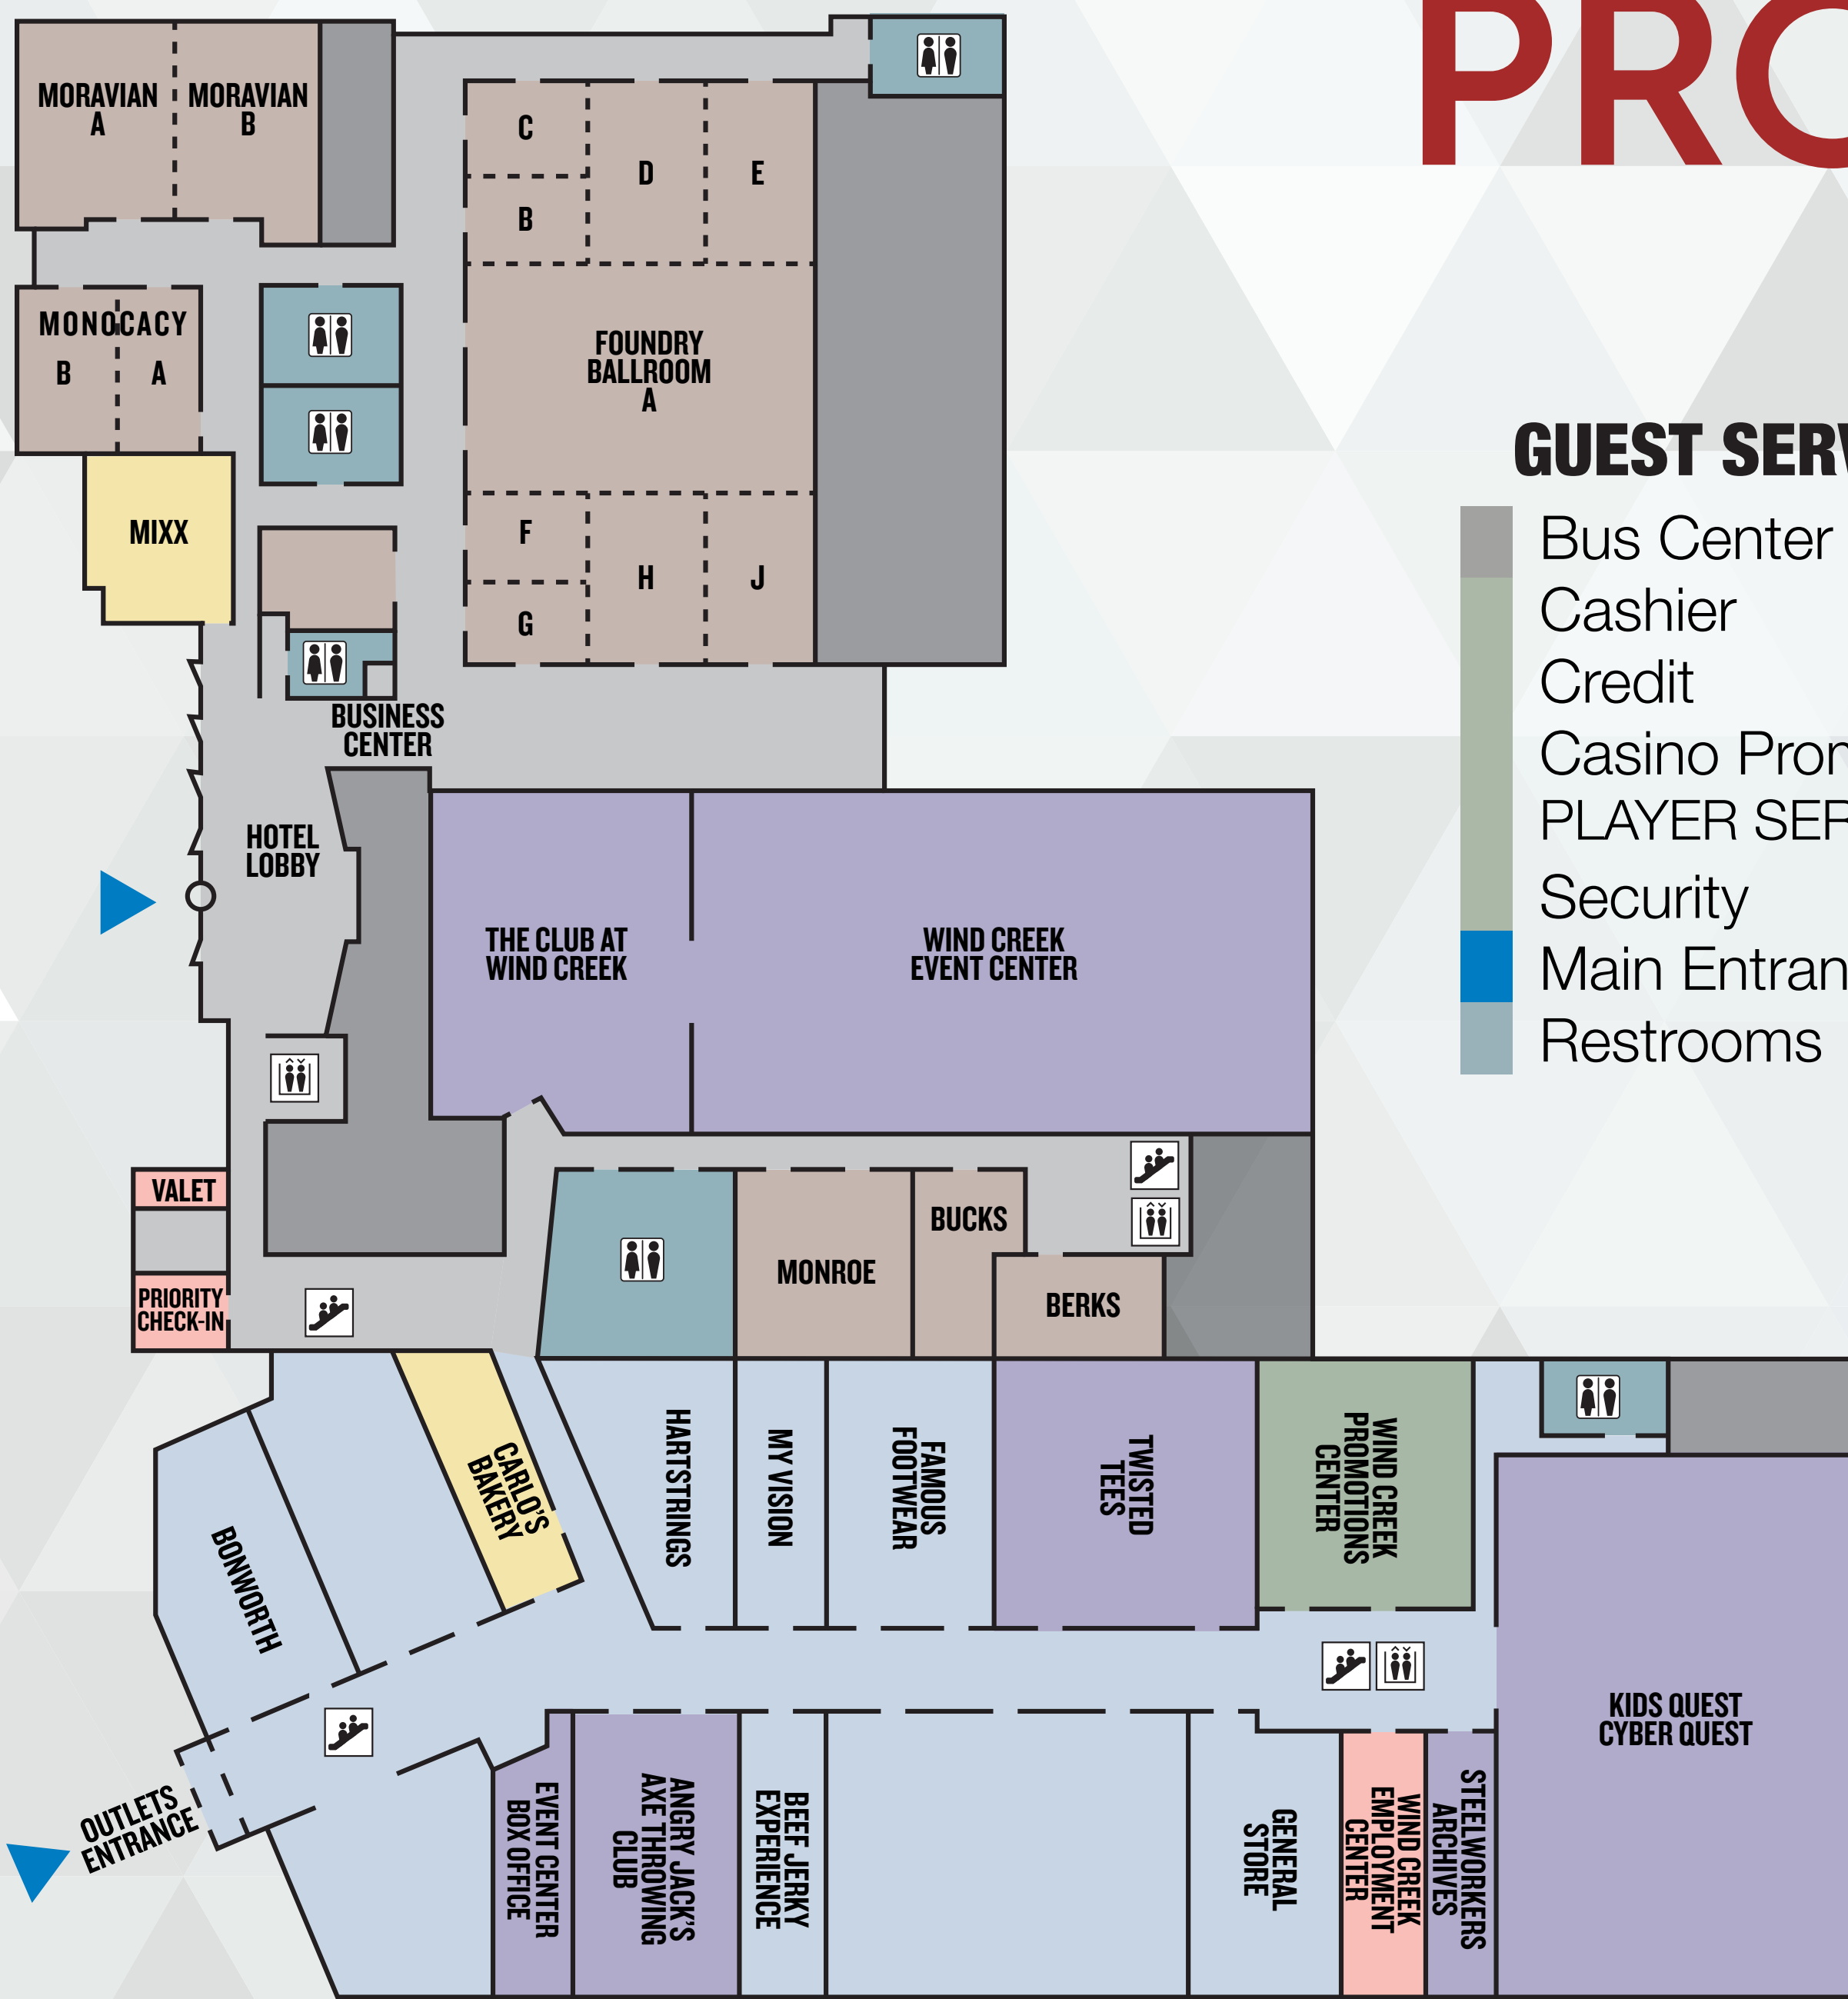 PRO
MORAVIAN
A
MORAVIAN
B
C
B
D
E
MONOCACY
B
A
FOUNDRY
BALLROOM
A
MIXX
F
G
H
J
BUSINESS
CENTER
HOTEL
LOBBY
THE CLUB AT
WIND CREEK
WIND CREEK
EVENT CENTER
GUEST SERV
Bus Center
Cashier
Credit
Casino Prom
PLAYER SER
Security
Main Entran
Restrooms
VALET
PRIORITY
CHECK-IN
MONROE
BUCKS
BERKS
BONWORTH
CARLO'S
BAKERY
HARTSTRINGS
MY VISION
FAMOUS
FOOTWEAR
TWISTED
TEES
WIND CREEK
PROMOTIONS
CENTER
KIDS QUEST
CYBER QUEST
OUTLETS
ENTRANCE
EVENT CENTER
BOX OFFICE
ANGRY JACK'S
AXE THROWING
CLUB
BEEF JERKY
EXPERIENCE
GENERAL
STORE
WIND CREEK
EMPLOYMENT
CENTER
STEELWORKERS
ARCHIVES